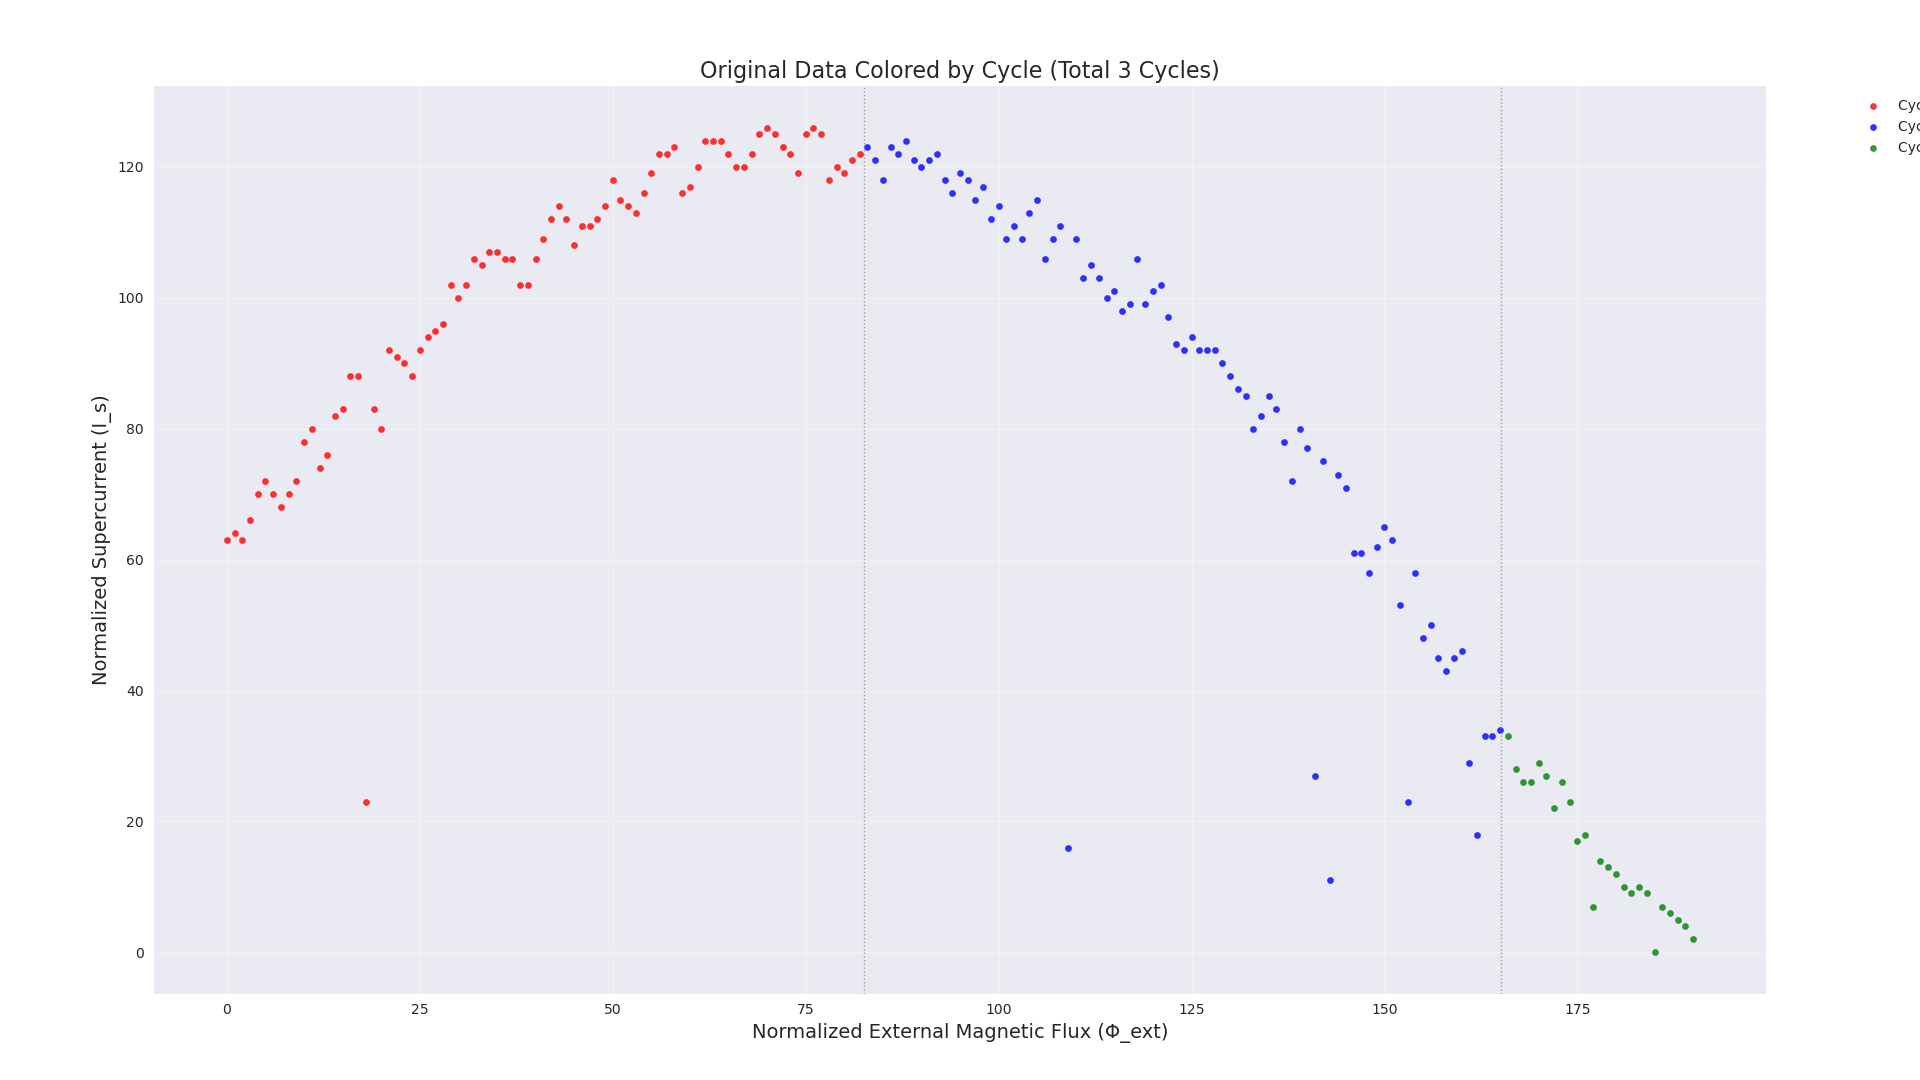 Original Data Colored by Cycle (Total 3 Cycles)
Normalized Supercurrent (I_s)
120
100
80
60
40
20
0
0 25 50 75 100 125 150 175
Normalized External Magnetic Flux (Φ_ext)
Cyc
Cyc
Cyc